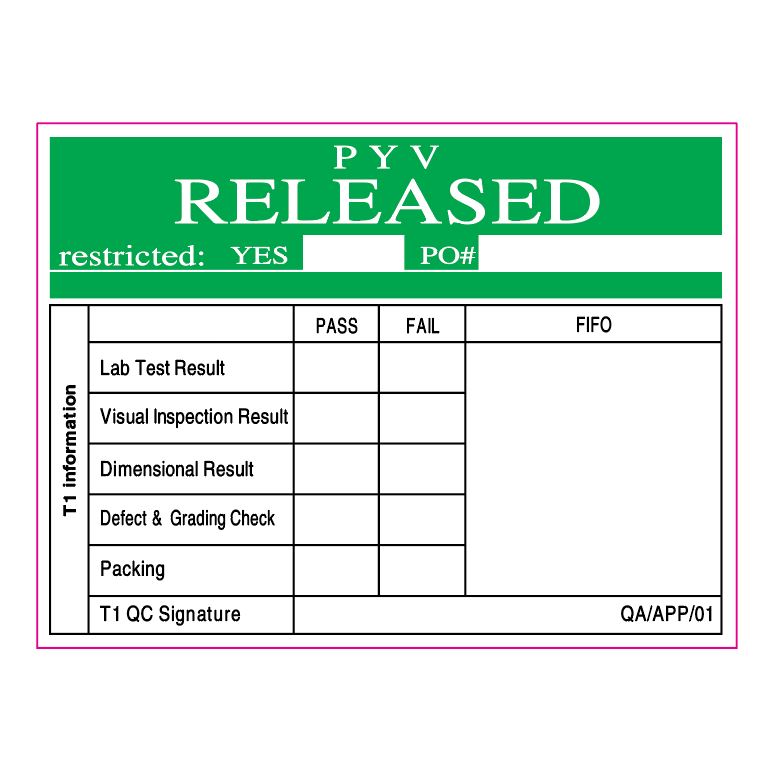 P Y V
RELEASED
restricted: YES PO#
PASS FAIL FIFO
T1 information
Lab Test Result
Visual Inspection Result
Dimensional Result
Defect & Grading Check
Packing
T1 QC Signature QA/APP/01